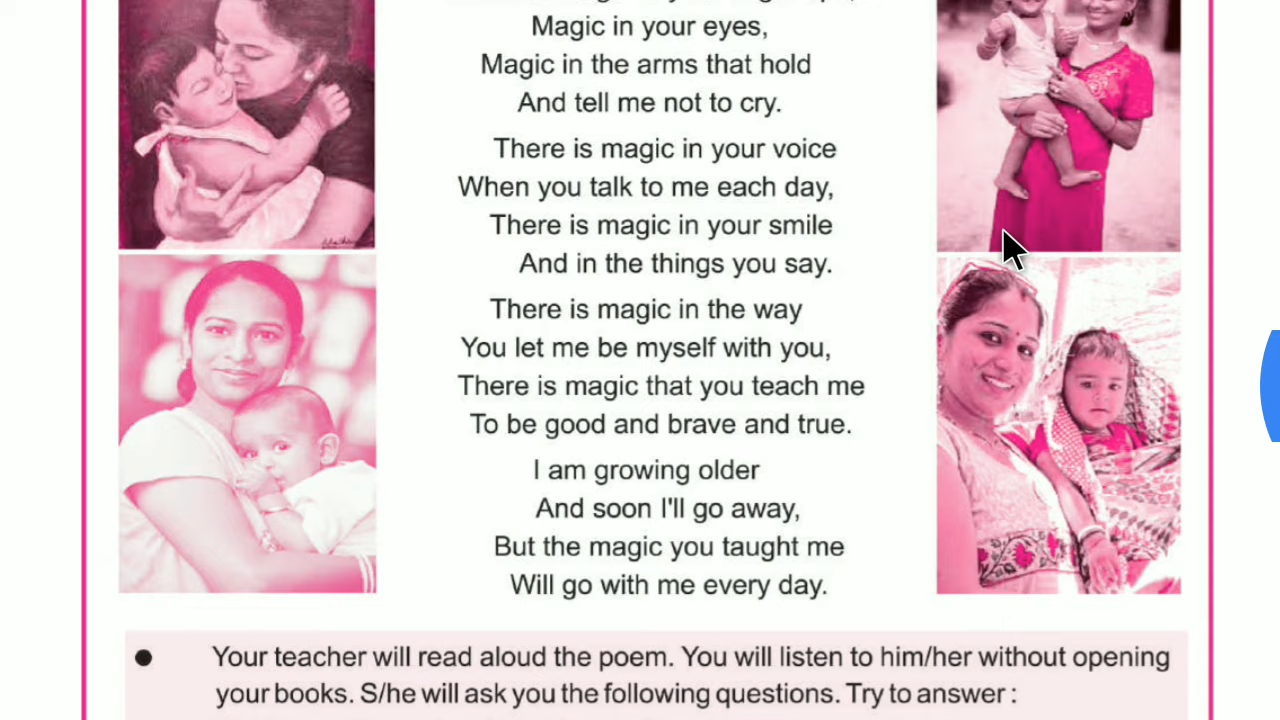 Magic in your eyes,
Magic in the arms that hold
And tell me not to cry.
There is magic in your voice
When you talk to me each day,
There is magic in your smile
And in the things you say.
There is magic in the way
You let me be myself with you,
There is magic that you teach me
To be good and brave and true.
I am growing older
And soon I'll go away,
But the magic you taught me
Will go with me every day.
● Your teacher will read aloud the poem. You will listen to him/her without opening
your books. S/he will ask you the following questions. Try to answer :